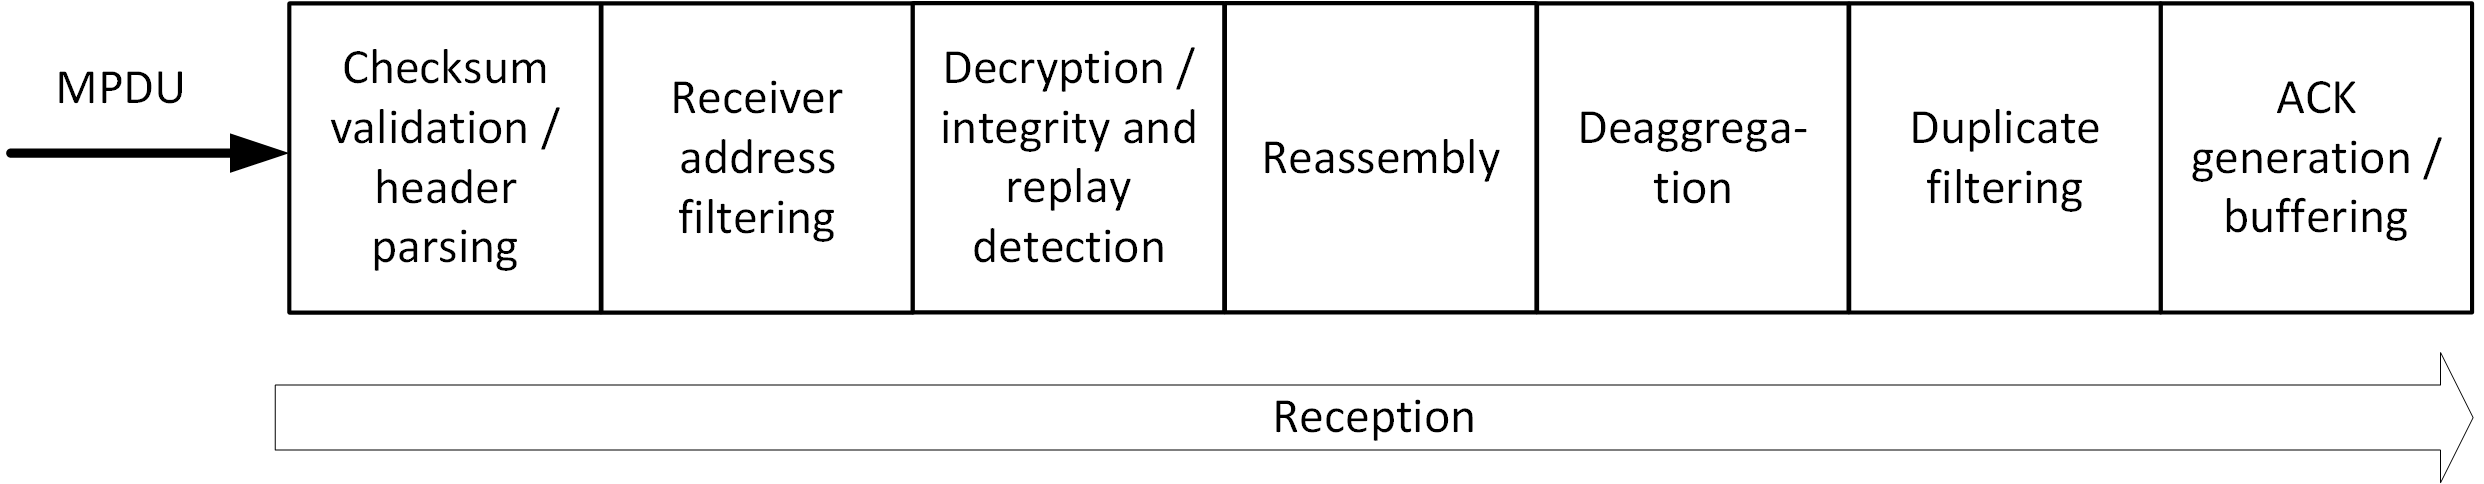 MPDU
Checksum
validation /
header
parsing
Receiver
address
filtering
Decryption /
integrity and
replay
detection
Reassembly
Deaggrega-
tion
Duplicate
filtering
ACK
generation /
buffering
Reception